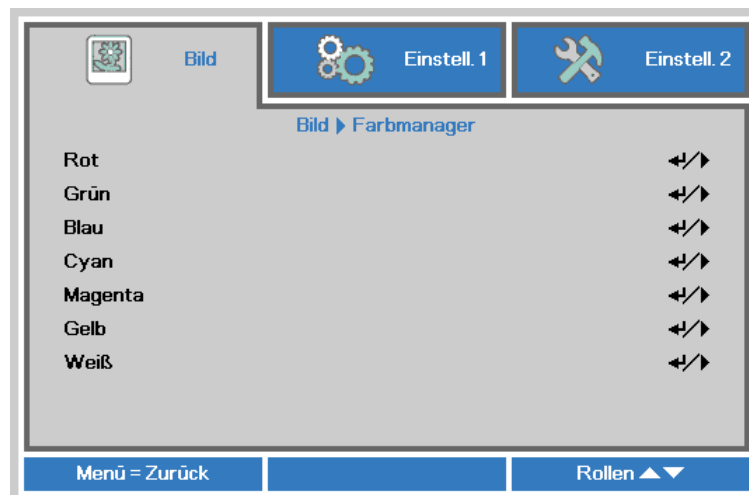 Bild
Einstell. 1
Einstell. 2
Bild ▶ Farbmanager
Rot ↵/▶
Grün ↵/▶
Blau ↵/▶
Cyan ↵/▶
Magenta ↵/▶
Gelb ↵/▶
Weiß ↵/▶
Menü = Zurück
Rollen ▲▼